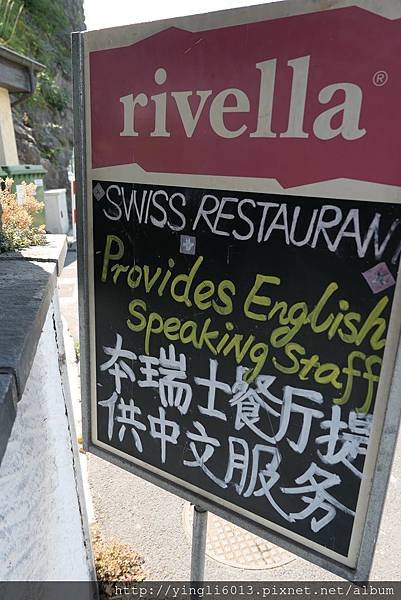 rivella®
SWISS RESTAURAN
Provides English
Speaking Staff
本瑞士餐厅提
供中文服务
http://yingli6013.pixnet.net/album